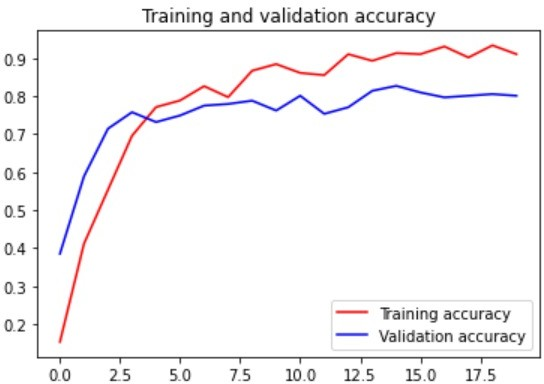 Training and validation accuracy
0.9
0.8
0.7
0.6
0.5
0.4
0.3
0.2
Training accuracy
Validation accuracy
0.0 2.5 5.0 7.5 10.0 12.5 15.0 17.5